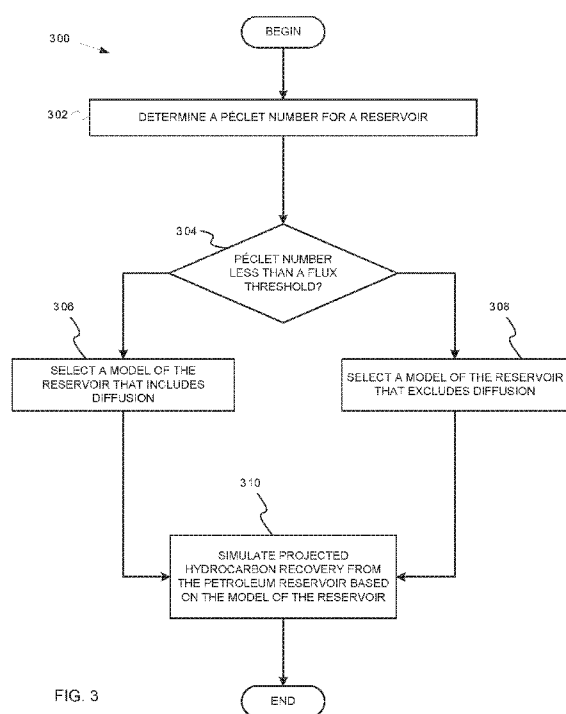 300
BEGIN
302
DETERMINE A PÉCLET NUMBER FOR A RESERVOIR
304
PÉCLET NUMBER
LESS THAN A FLUX
THRESHOLD?
306
SELECT A MODEL OF THE
RESERVOIR THAT INCLUDES
DIFFUSION
308
SELECT A MODEL OF THE RESERVOIR
THAT EXCLUDES DIFFUSION
310
SIMULATE PROJECTED
HYDROCARBON RECOVERY FROM
THE PETROLEUM RESERVOIR BASED
ON THE MODEL OF THE RESERVOIR
FIG. 3
END